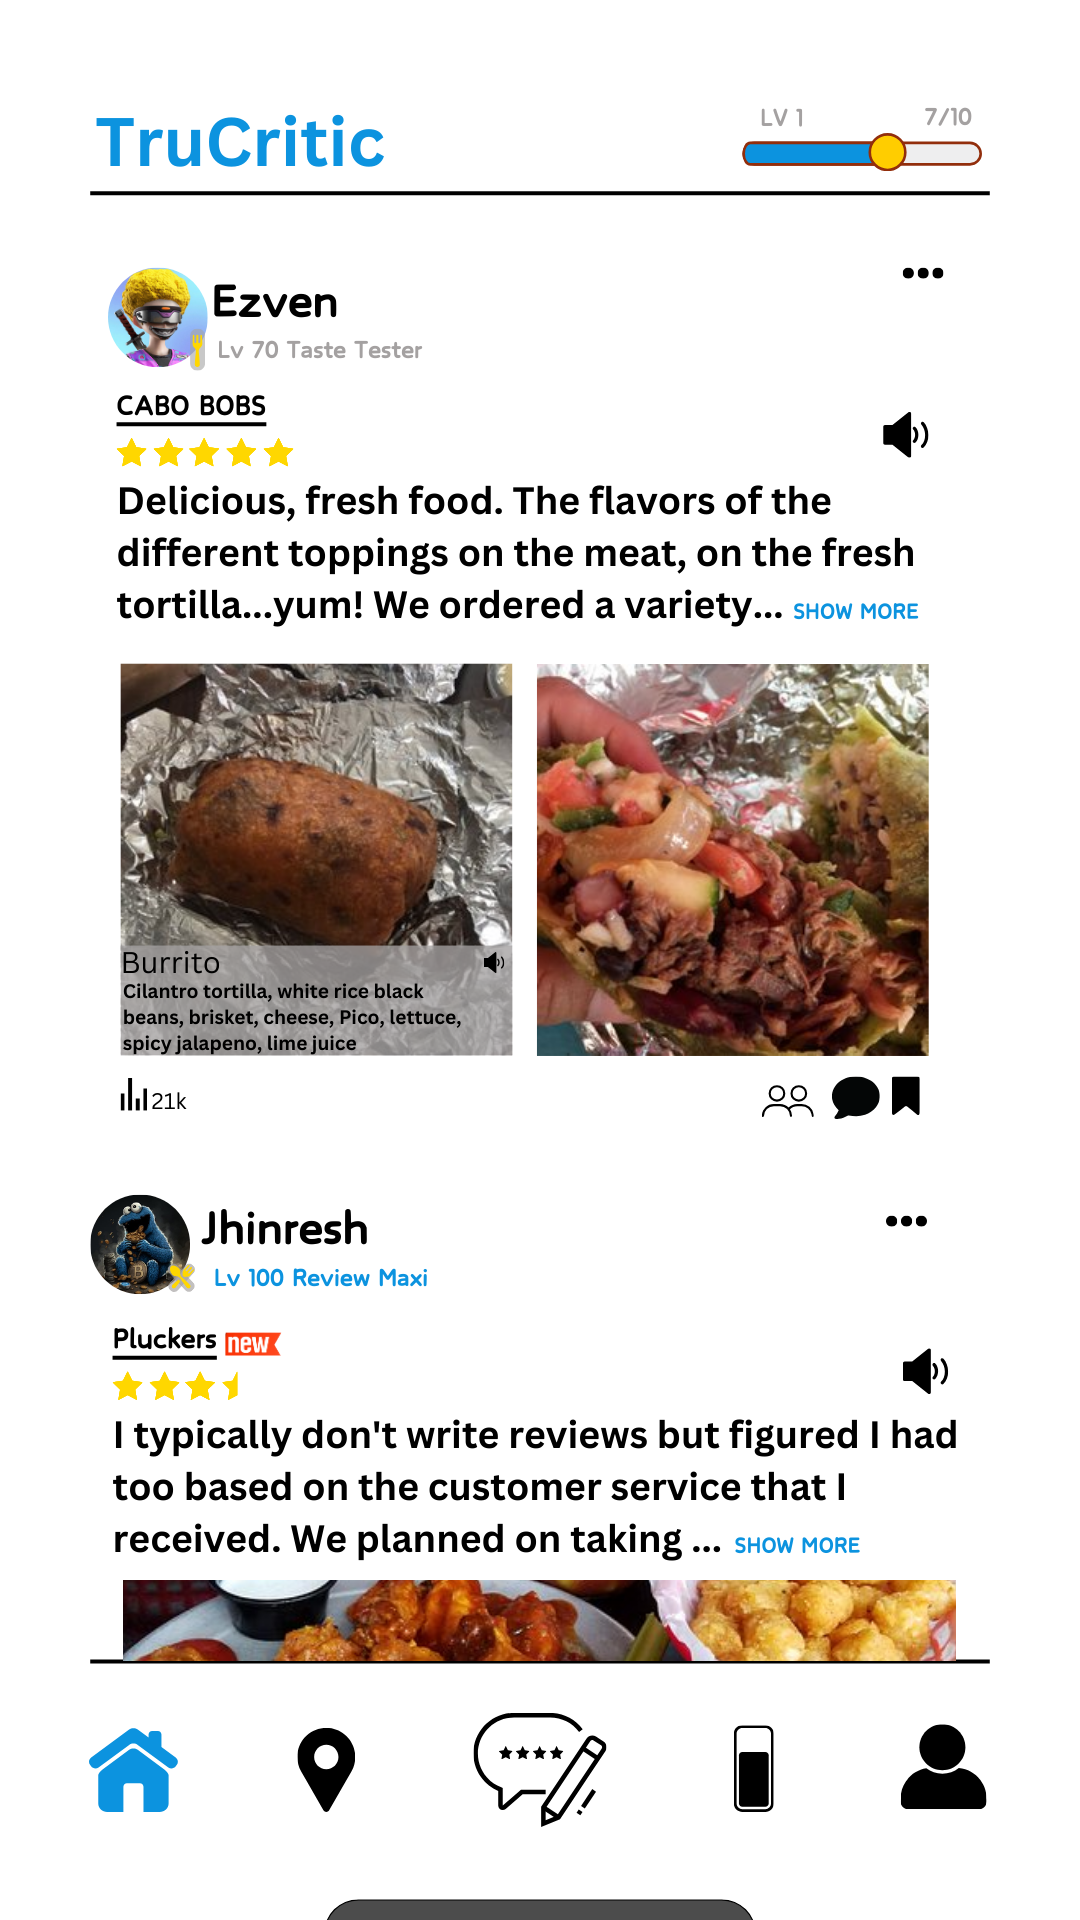 TruCritic
LV 1
7/10
Ezven
Lv 70 Taste Tester
CABO BOBS
Delicious, fresh food. The flavors of the
different toppings on the meat, on the fresh
tortilla...yum! We ordered a variety... SHOW MORE
Burrito
Cilantro tortilla, white rice black
beans, brisket, cheese, Pico, lettuce,
spicy jalapeno, lime juice
21k
Jhinresh
Lv 100 Review Maxi
Pluckers new
I typically don't write reviews but figured I had
too based on the customer service that I
received. We planned on taking ... SHOW MORE